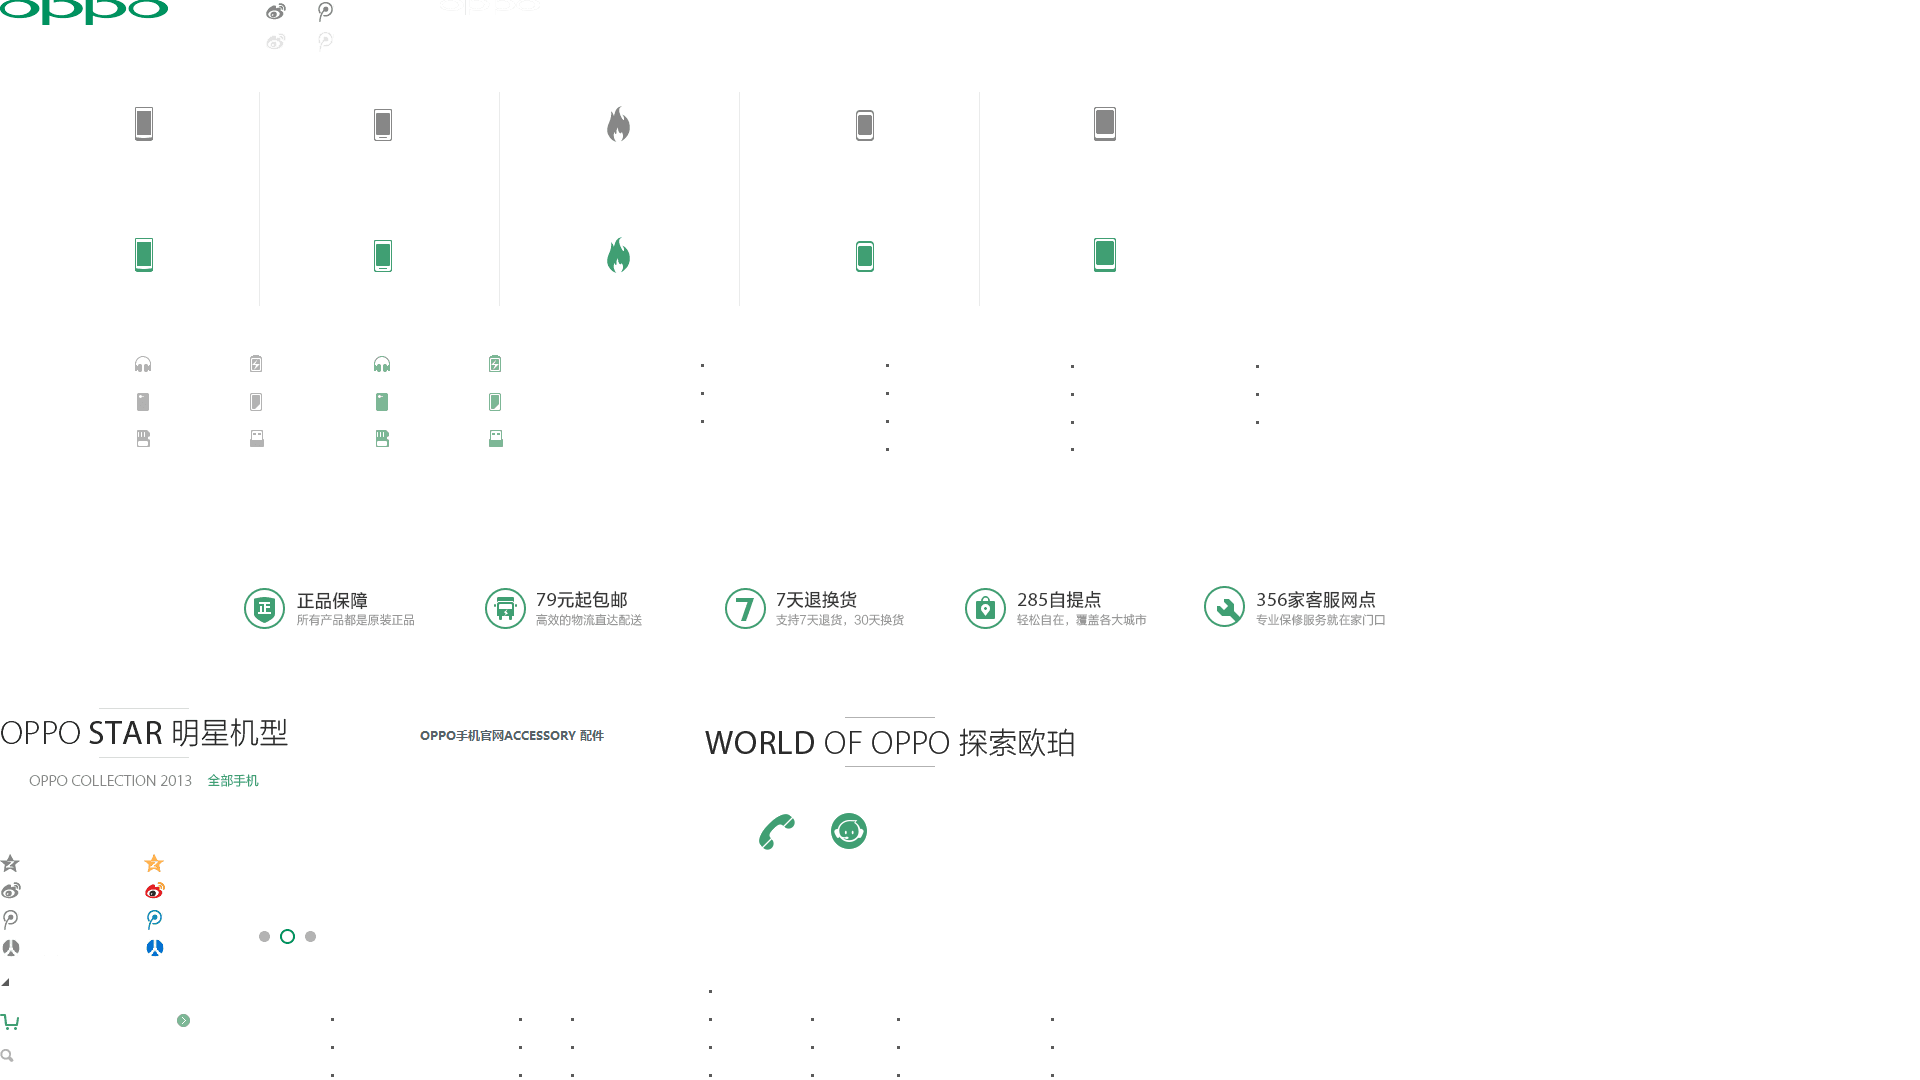 oppo
正品保障
所有产品都是原装正品
79元起包邮
高效的物流直达配送
7
7天退换货
支持7天退货，30天换货
285自提点
轻松自在，覆盖各大城市
356家客服网点
专业保修服务就在家门口
OPPO STAR 明星机型
OPPO COLLECTION 2013 全部手机
OPPO手机官网ACCESSORY 配件
WORLD OF OPPO 探索欧珀